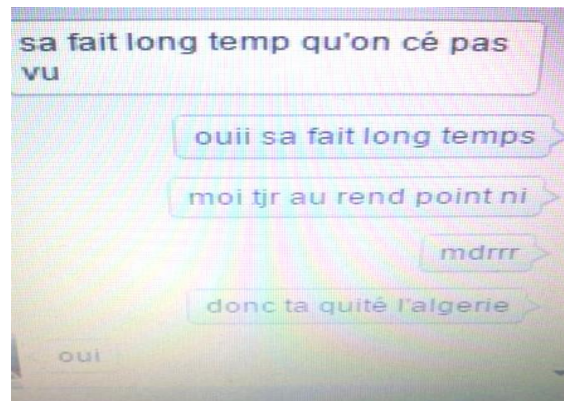 sa fait long temp qu'on cé pas
vu
ouii sa fait long temps
moi tjr au rend point ni
mdrrr
donc ta quité l'algerie
oui